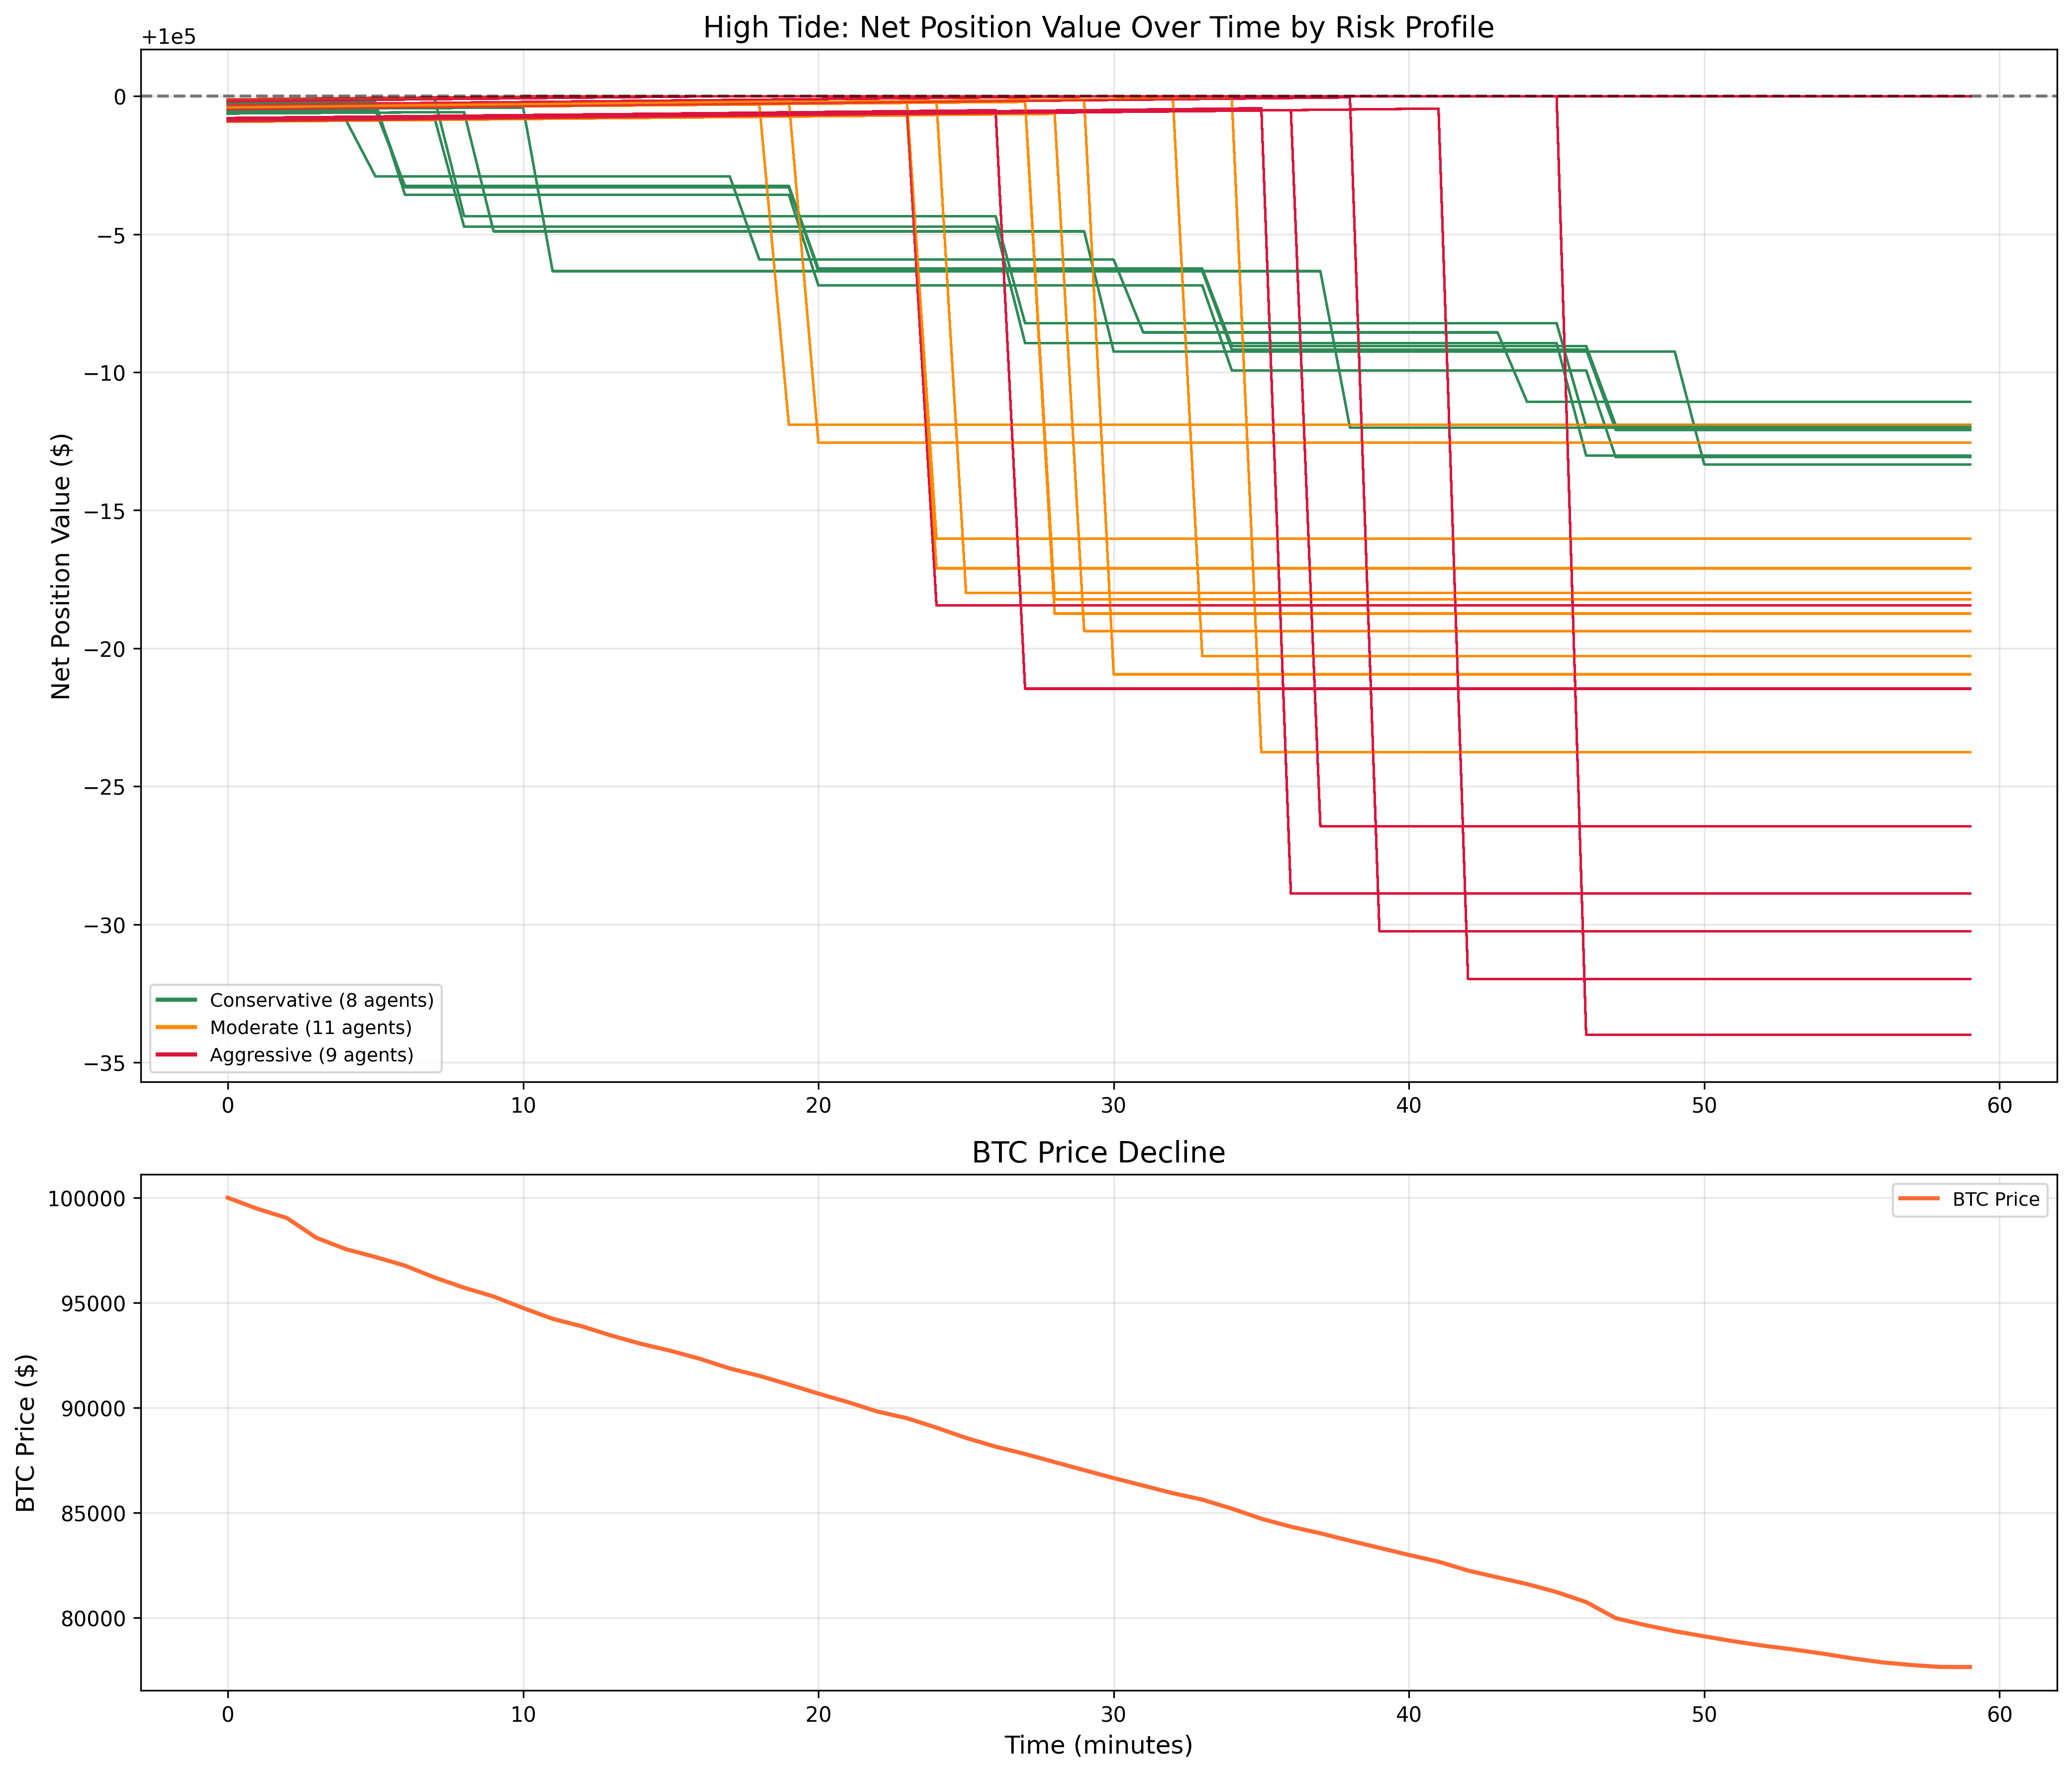 High Tide: Net Position Value Over Time by Risk Profile
+1e5
0
−5
−10
−15
−20
−25
−30
−35
Net Position Value ($)
Conservative (8 agents)
Moderate (11 agents)
Aggressive (9 agents)
0 10 20 30 40 50 60
BTC Price Decline
100000
95000
90000
85000
80000
BTC Price ($)
BTC Price
0 10 20 30 40 50 60
Time (minutes)